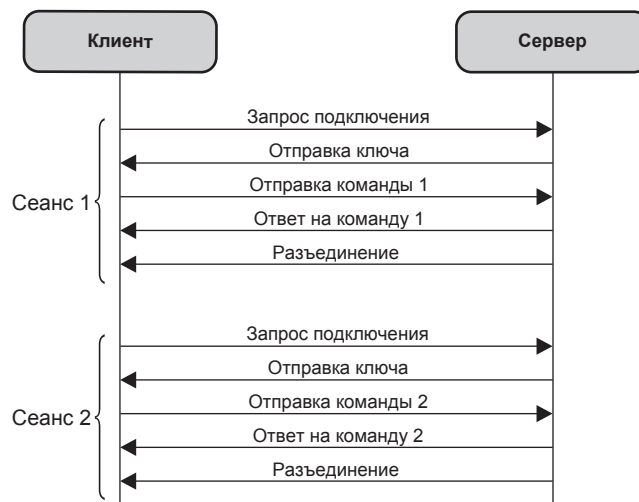 Клиент
Сервер
Запрос подключения
Отправка ключа
Сеанс 1
Отправка команды 1
Ответ на команду 1
Разъединение
Запрос подключения
Отправка ключа
Сеанс 2
Отправка команды 2
Ответ на команду 2
Разъединение